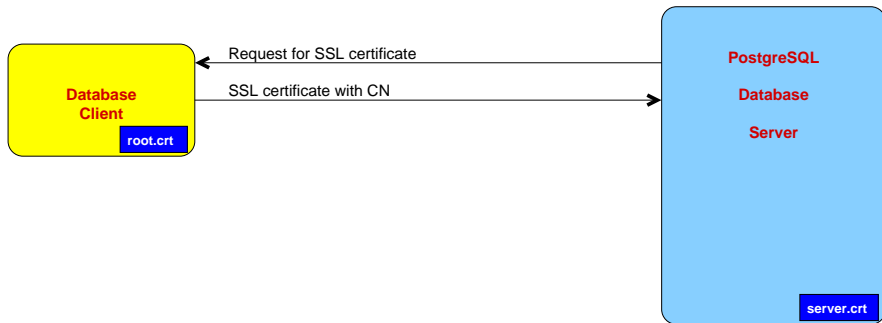 Request for SSL certificate
SSL certificate with CN
Database
Client
root.crt
PostgreSQL
Database
Server
server.crt